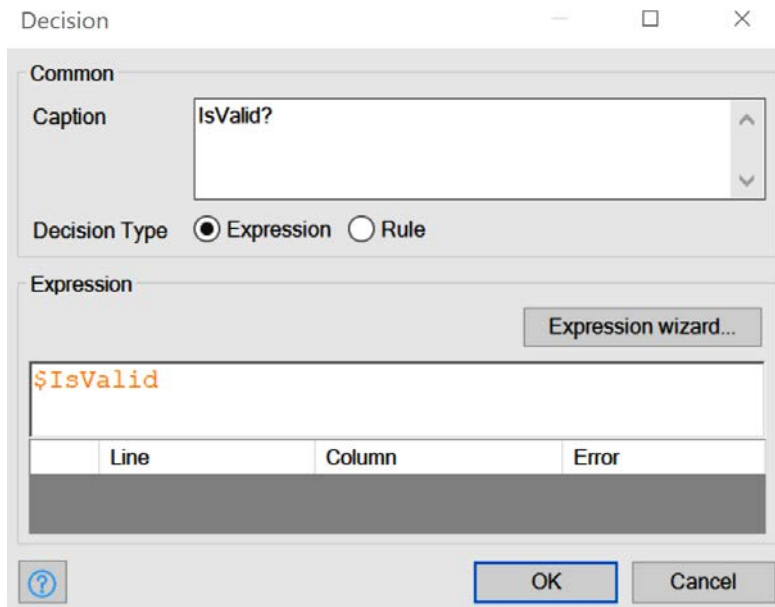 Decision
Common
Caption
IsValid?
Decision Type Expression Rule
Expression
Expression wizard...
$IsValid
Line Column Error
?
OK Cancel